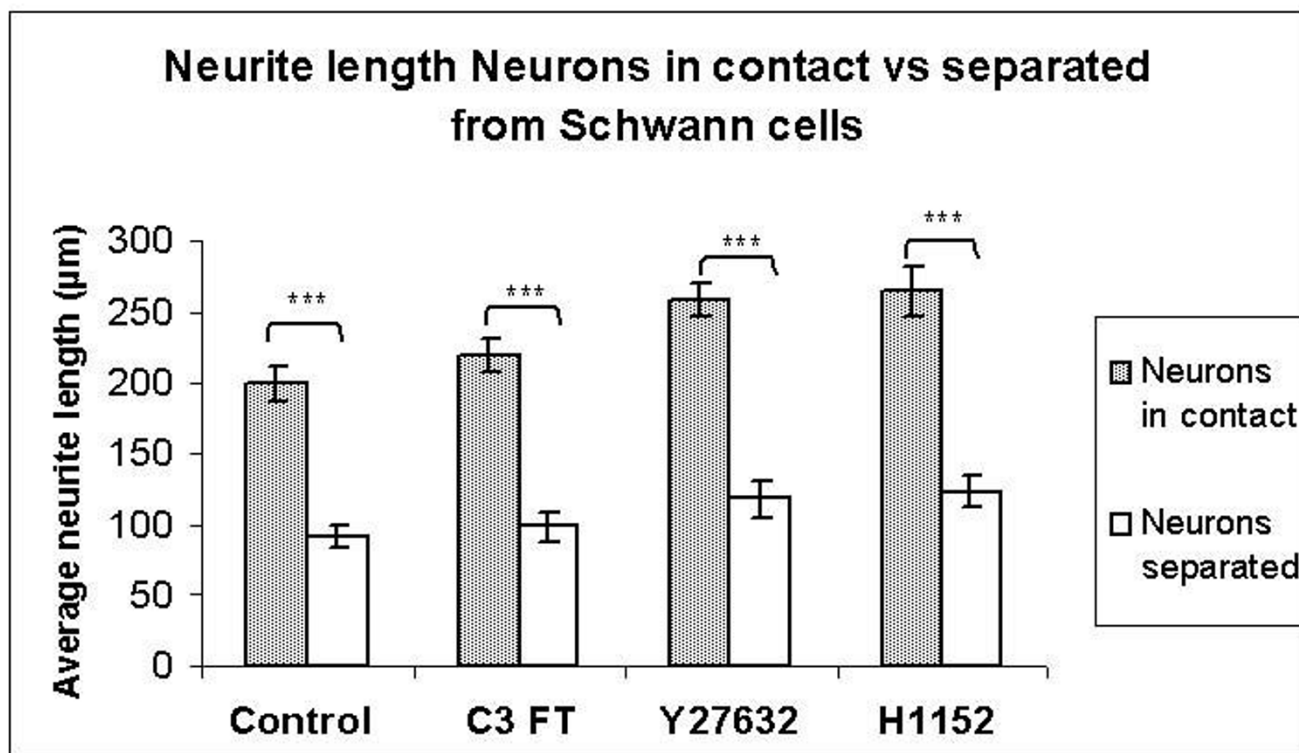 Neurite length Neurons in contact vs separated
from Schwann cells
Average neurite length (µm)
300
250
200
150
100
50
0
***
***
***
***
Control
C3 FT
Y27632
H1152
Neurons
in contact
Neurons
separated